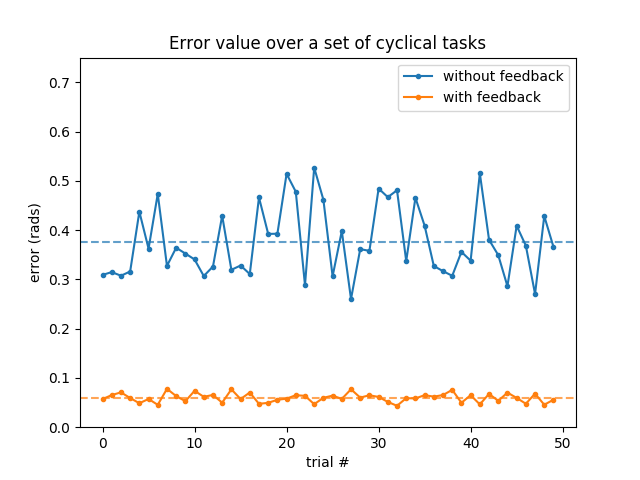 Error value over a set of cyclical tasks
without feedback
with feedback
0.7
0.6
0.5
0.4
0.3
0.2
0.1
0.0
error (rads)
0 10 20 30 40 50
trial #